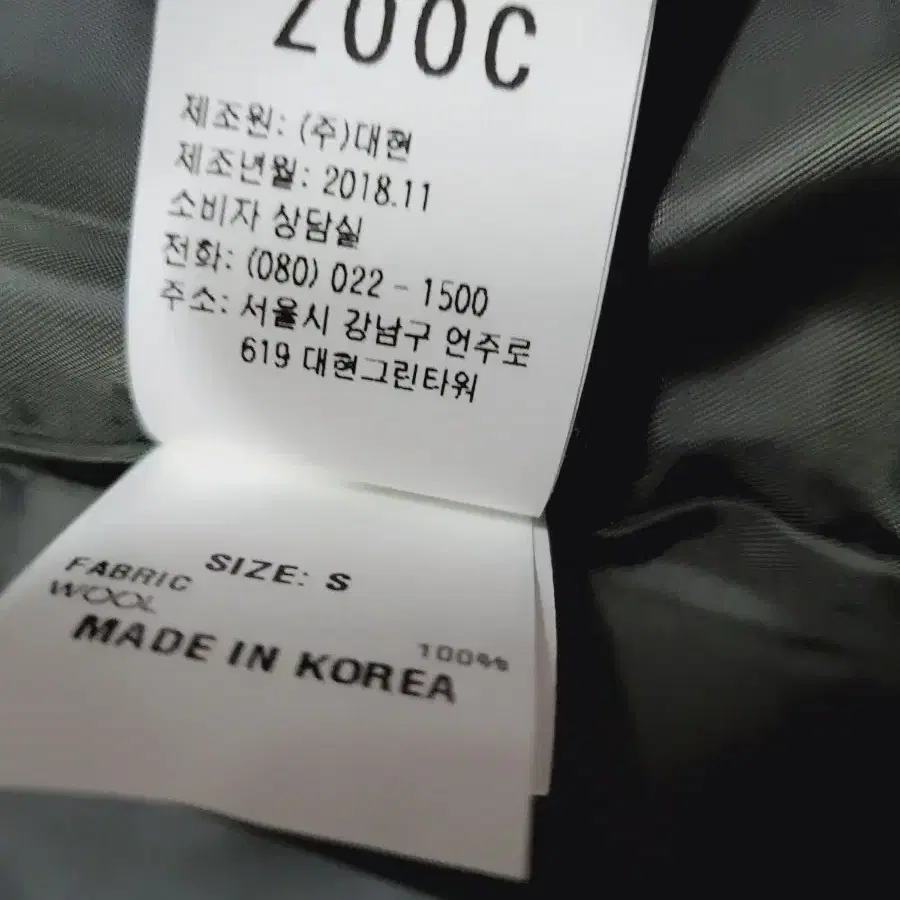 ZOOC
제조원: (주)대현
제조년월: 2018.11
소비자 상담실
전화: (080) 022 - 1500
주소: 서울시 강남구 언주로
619 대현그린타워
SIZE: S
FABRIC
WOOL 100%
MADE IN KOREA